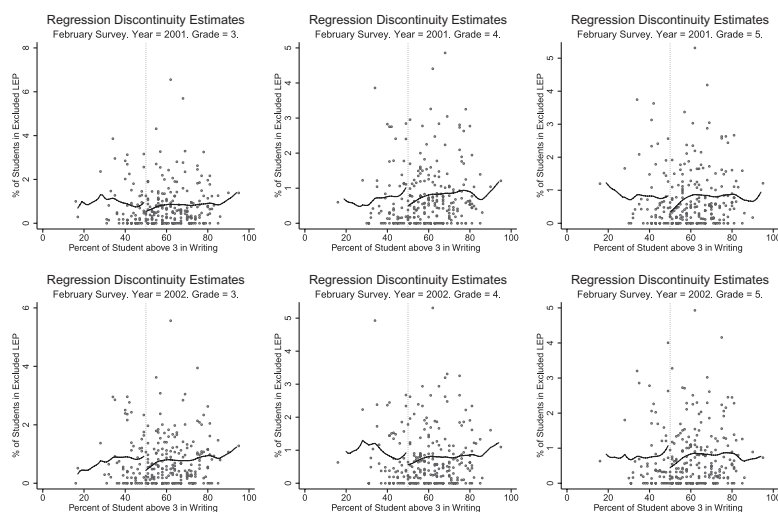 Regression Discontinuity Estimates
February Survey. Year = 2001. Grade = 3.
% of Students in Excluded LEP
0 2 4 6 8
0 20 40 60 80 100
Percent of Student above 3 in Writing
Regression Discontinuity Estimates
February Survey. Year = 2001. Grade = 4.
% of Students in Excluded LEP
0 1 2 3 4 5
0 20 40 60 80 100
Percent of Student above 3 in Writing
Regression Discontinuity Estimates
February Survey. Year = 2001. Grade = 5.
% of Students in Excluded LEP
0 1 2 3 4 5
0 20 40 60 80 100
Percent of Student above 3 in Writing
Regression Discontinuity Estimates
February Survey. Year = 2002. Grade = 3.
% of Students in Excluded LEP
0 2 4 6
0 20 40 60 80 100
Percent of Student above 3 in Writing
Regression Discontinuity Estimates
February Survey. Year = 2002. Grade = 4.
% of Students in Excluded LEP
0 1 2 3 4 5
0 20 40 60 80 100
Percent of Student above 3 in Writing
Regression Discontinuity Estimates
February Survey. Year = 2002. Grade = 5.
% of Students in Excluded LEP
0 1 2 3 4 5
0 20 40 60 80 100
Percent of Student above 3 in Writing